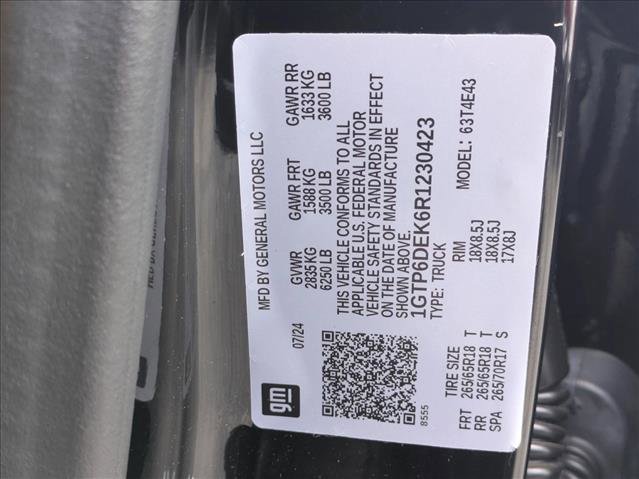 MFD BY GENERAL MOTORS LLC
07/24
GVWR GAWR FRT GAWR RR
2835 KG 1588 KG 1633 KG
6250 LB 3500 LB 3600 LB
THIS VEHICLE CONFORMS TO ALL
APPLICABLE U.S. FEDERAL MOTOR
VEHICLE SAFETY STANDARDS IN EFFECT
ON THE DATE OF MANUFACTURE
SHOWN ABOVE.
1GTP6DEK6R1230423
TYPE: TRUCK MODEL: 63T4E43
gm
8555
TIRE SIZE RIM
FRT 265/65R18 T 18X8.5J
RR 265/65R18 T 18X8.5J
SPA 265/70R17 S 17X8J